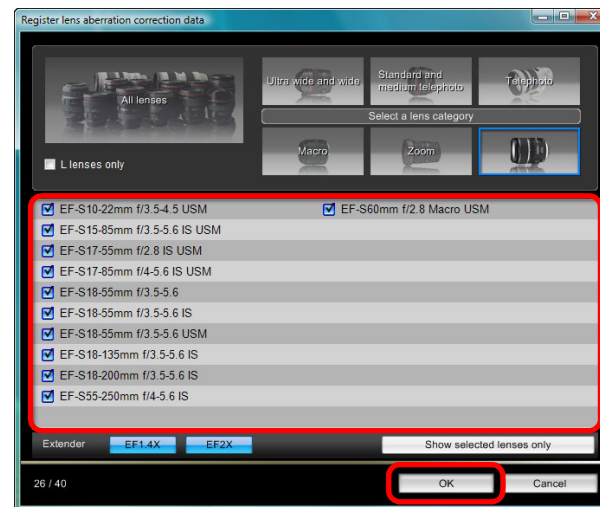 Register lens aberration correction data
All lenses
Ultra wide and wide
Standard and
medium telephoto
Telephoto
Select a lens category
L lenses only
Macro
Zoom
EF-S10-22mm f/3.5-4.5 USM
EF-S60mm f/2.8 Macro USM
EF-S15-85mm f/3.5-5.6 IS USM
EF-S17-55mm f/2.8 IS USM
EF-S17-85mm f/4-5.6 IS USM
EF-S18-55mm f/3.5-5.6
EF-S18-55mm f/3.5-5.6 IS
EF-S18-55mm f/3.5-5.6 USM
EF-S18-135mm f/3.5-5.6 IS
EF-S18-200mm f/3.5-5.6 IS
EF-S55-250mm f/4-5.6 IS
Extender EF1.4X EF2X Show selected lenses only
26 / 40 OK Cancel